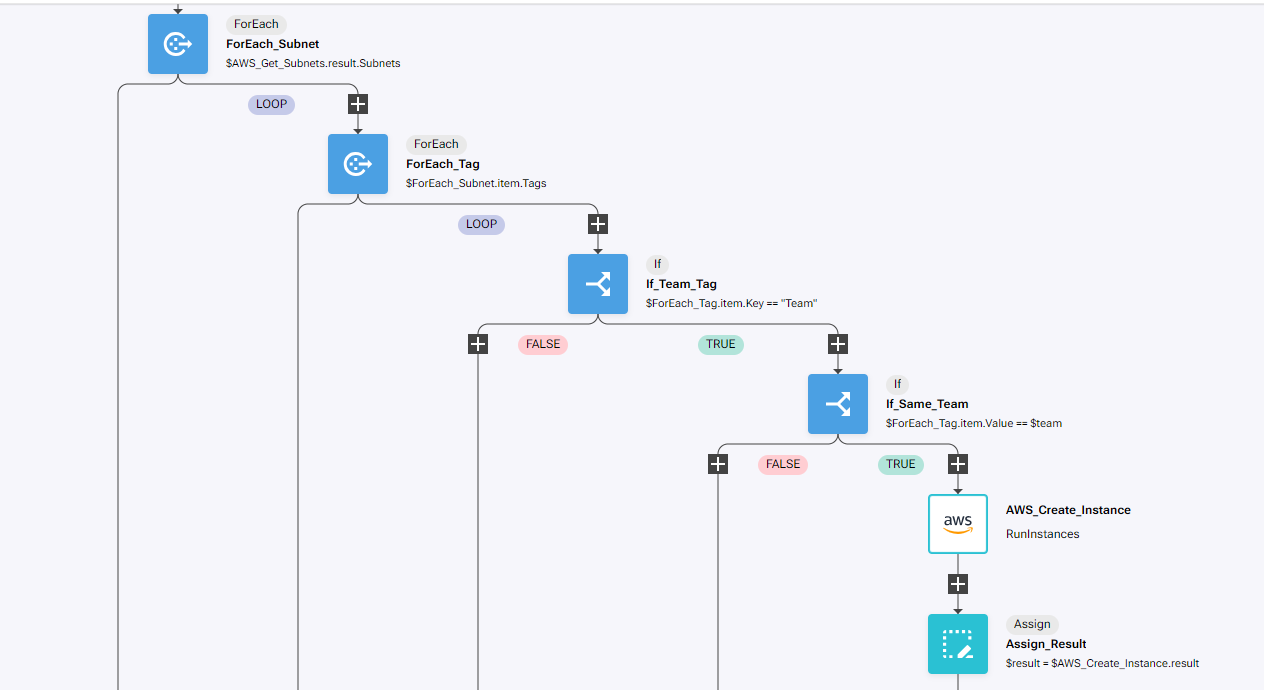 ForEach
ForEach_Subnet
$AWS_Get_Subnets.result.Subnets
LOOP
ForEach
ForEach_Tag
$ForEach_Subnet.item.Tags
LOOP
If
If_Team_Tag
$ForEach_Tag.item.Key == "Team"
FALSE
TRUE
If
If_Same_Team
$ForEach_Tag.item.Value == $team
FALSE
TRUE
aws
AWS_Create_Instance
RunInstances
Assign
Assign_Result
$result = $AWS_Create_Instance.result